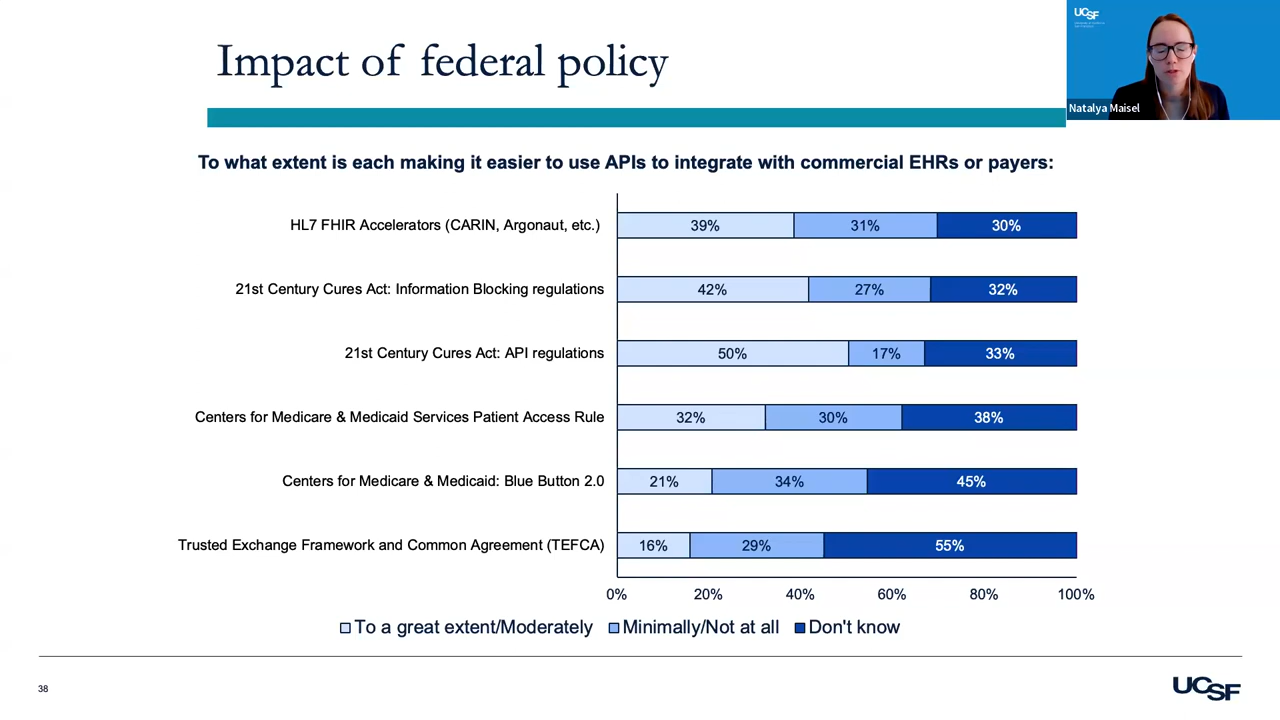 Impact of federal policy
UCSF
Natalya Maisel
To what extent is each making it easier to use APIs to integrate with commercial EHRs or payers:
HL7 FHIR Accelerators (CARIN, Argonaut, etc.) 39% 31% 30%
21st Century Cures Act: Information Blocking regulations 42% 27% 32%
21st Century Cures Act: API regulations 50% 17% 33%
Centers for Medicare & Medicaid Services Patient Access Rule 32% 30% 38%
Centers for Medicare & Medicaid: Blue Button 2.0 21% 34% 45%
Trusted Exchange Framework and Common Agreement (TEFCA) 16% 29% 55%
0% 20% 40% 60% 80% 100%
To a great extent/Moderately Minimally/Not at all Don't know
38
UCSF